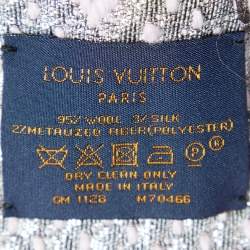 LOUIS VUITTON
PARIS
95% WOOL 3% SILK
2% METALIZED FIBER(POLYESTER)
DRY CLEAN ONLY
MADE IN ITALY
GM 1128 M70466